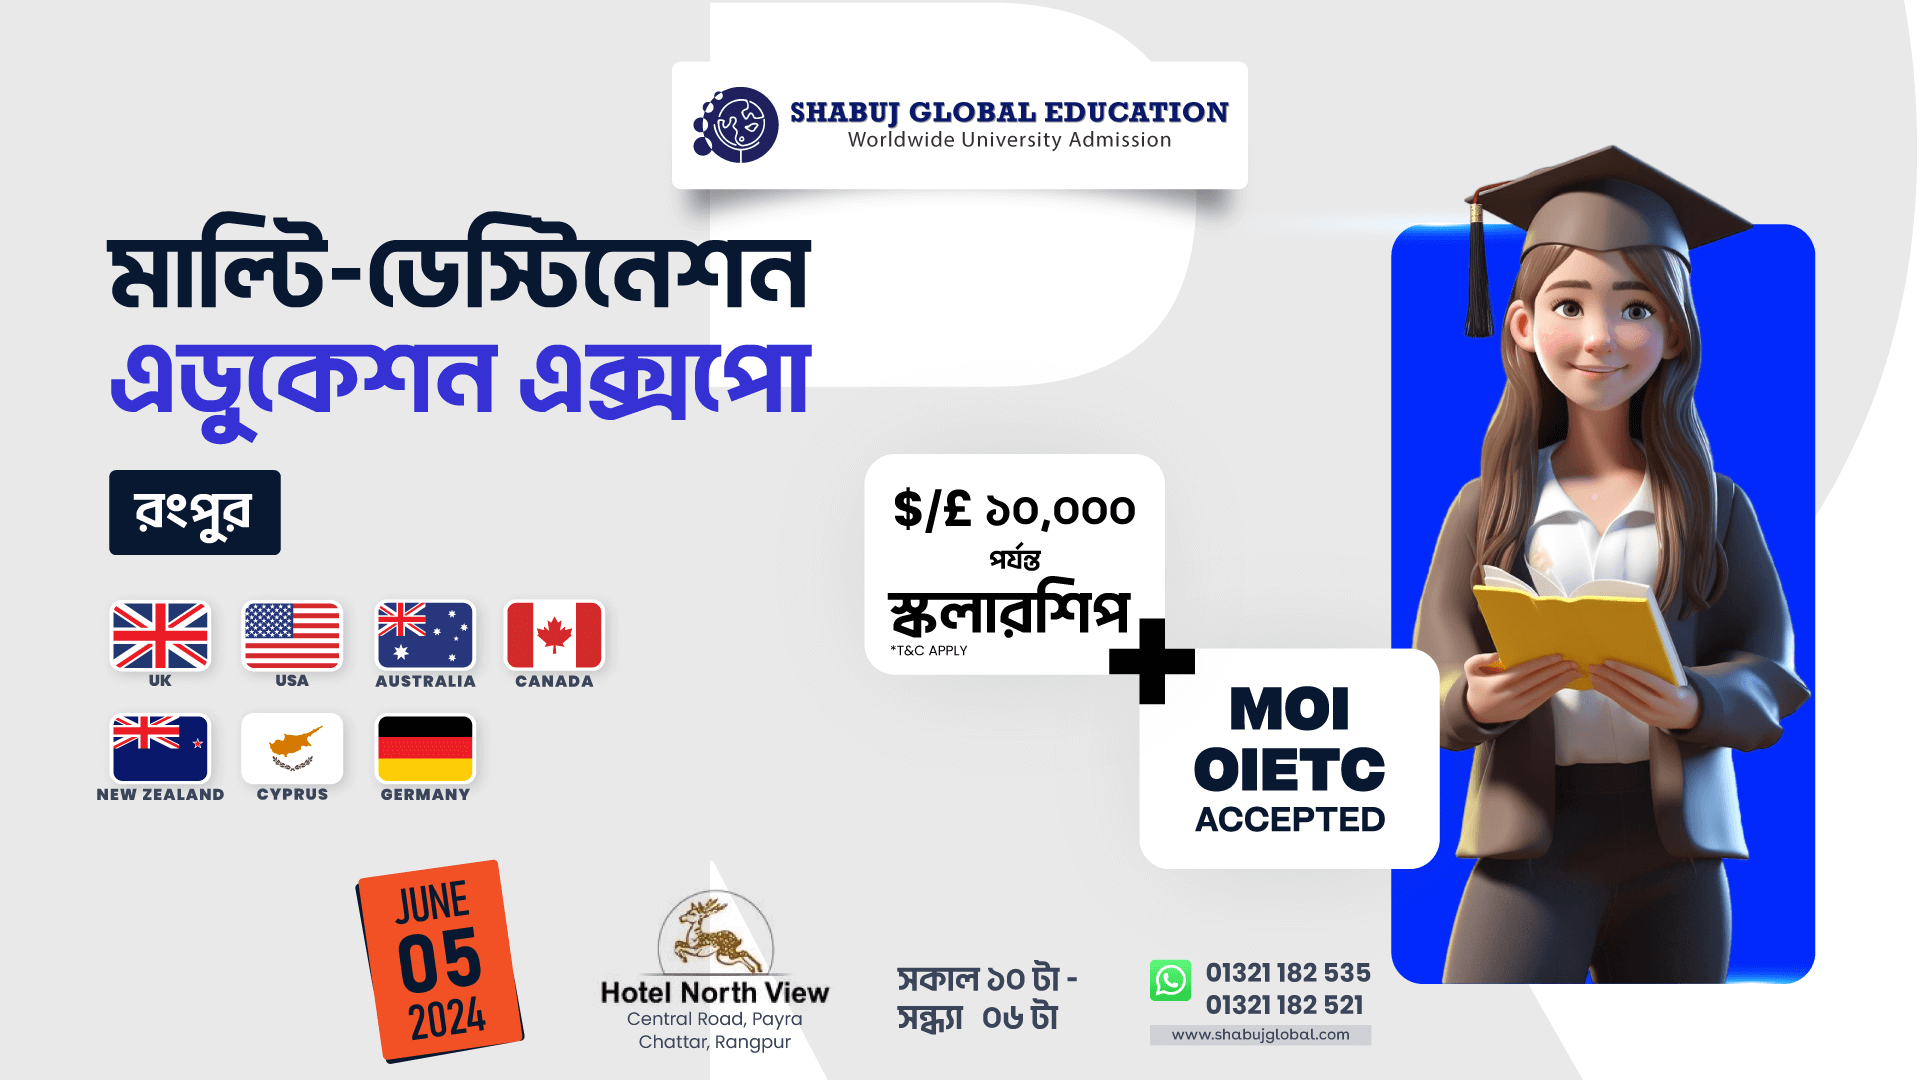 SHABUJ GLOBAL EDUCATION
Worldwide University Admission
মাল্টি-ডেস্টিনেশন
এডুকেশন এক্সপো
রংপুর
UK
USA
AUSTRALIA
CANADA
NEW ZEALAND
CYPRUS
GERMANY
$/£ ১০,০০০
পর্যন্ত
স্কলারশিপ
*T&C APPLY
MOI
OIETC
ACCEPTED
JUNE
05
2024
Hotel North View
Central Road, Payra
Chattar, Rangpur
সকাল ১০ টা -
সন্ধ্যা ০৬ টা
01321 182 535
01321 182 521
www.shabujglobal.com